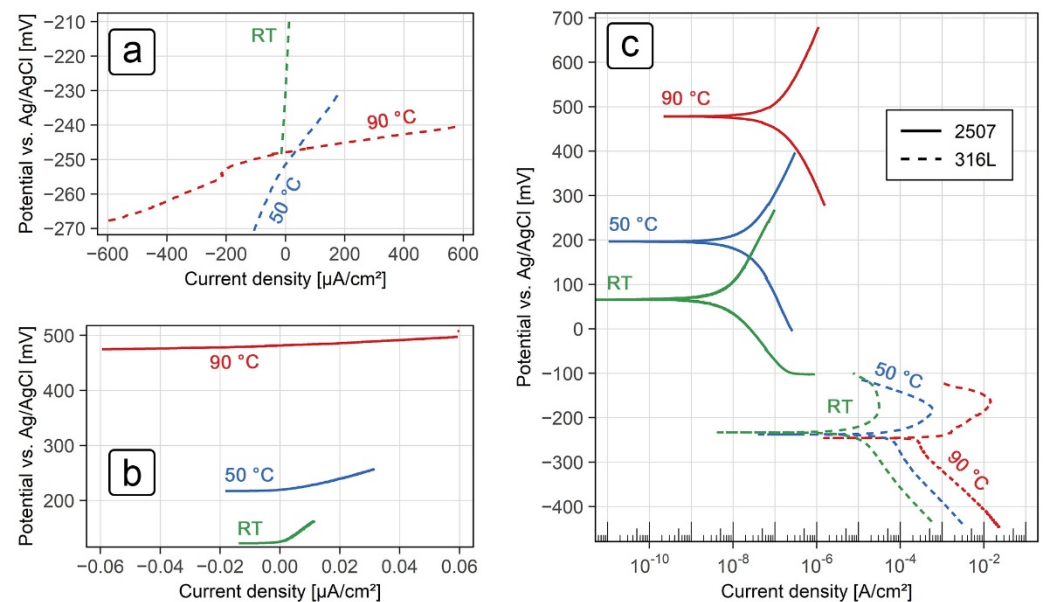 a
Potential vs. Ag/AgCl [mV]
−210
−220
−230
−240
−250
−260
−270
RT
90 °C
50 °C
−600 −400 −200 0 200 400 600
Current density [µA/cm²]
b
Potential vs. Ag/AgCl [mV]
500
400
300
200
90 °C
50 °C
RT
−0.06 −0.04 −0.02 0.00 0.02 0.04 0.06
Current density [µA/cm²]
c
Potential vs. Ag/AgCl [mV]
700
600
500
400
300
200
100
0
−100
−200
−300
−400
90 °C
50 °C
RT
2507
316L
50 °C
RT
90 °C
10⁻¹⁰ 10⁻⁸ 10⁻⁶ 10⁻⁴ 10⁻²
Current density [A/cm²]